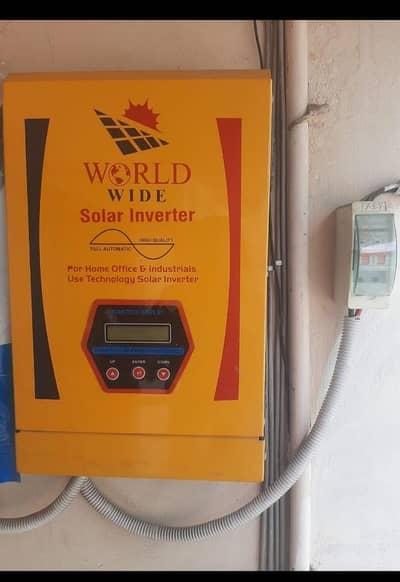 WORLD
WIDE
Solar Inverter
HIGH QUALITY
FULL AUTOMATIC
For Home Office & industrials
Use Technology Solar Inverter
UP ENTER DOWN